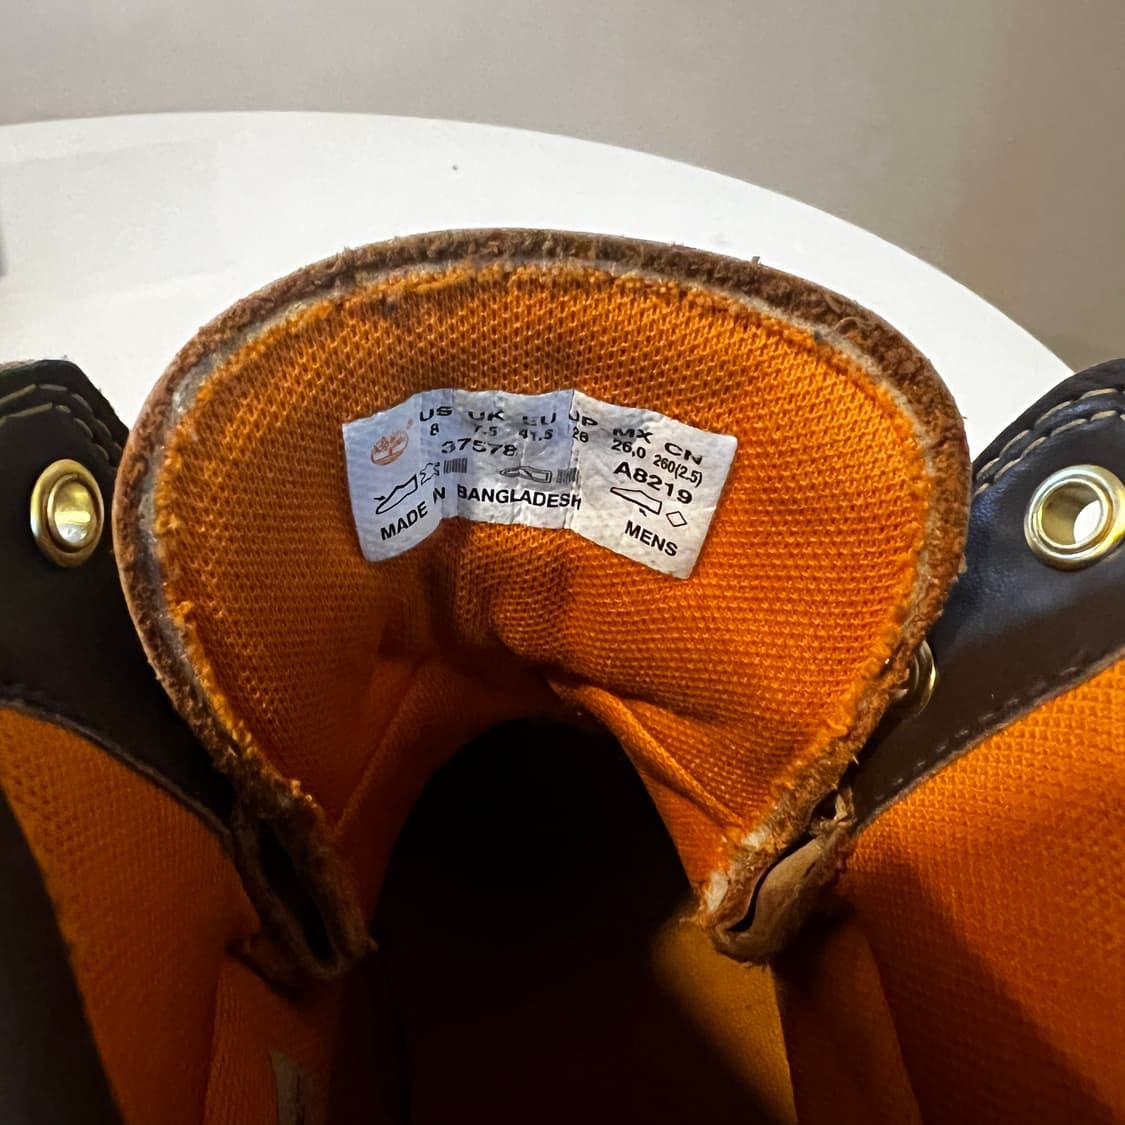 US UK EU JP MX CN
8 7.5 41.5 26 26,0 260(2.5)
37578 A8219
MADE IN BANGLADESH MENS